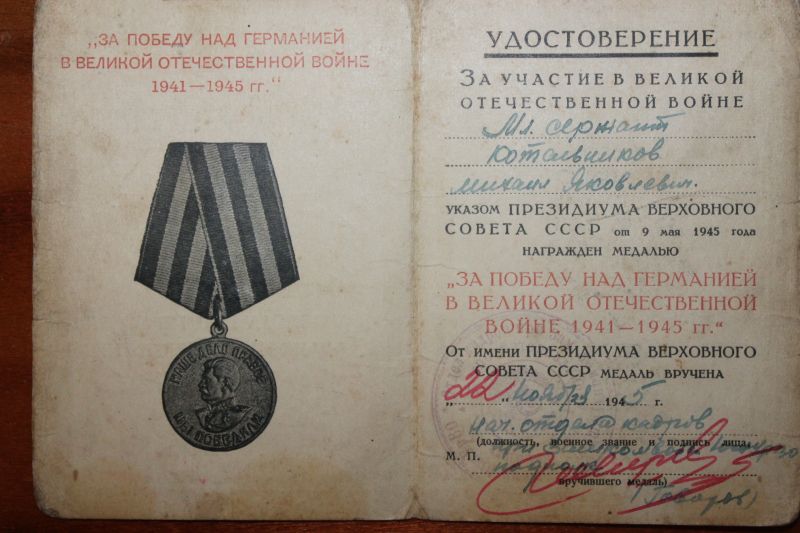 „ЗА ПОБЕДУ НАД ГЕРМАНИЕЙ
В ВЕЛИКОЙ ОТЕЧЕСТВЕННОЙ ВОЙНЕ
1941—1945 гг.“
НАШЕ ДЕЛО ПРАВОЕ
МЫ ПОБЕДИЛИ
УДОСТОВЕРЕНИЕ
ЗА УЧАСТИЕ В ВЕЛИКОЙ
ОТЕЧЕСТВЕННОЙ ВОЙНЕ
Мл. сержант
Котельников
Михаил Яковлевич.
УКАЗОМ ПРЕЗИДИУМА ВЕРХОВНОГО
СОВЕТА СССР от 9 мая 1945 года
НАГРАЖДЕН МЕДАЛЬЮ
„ЗА ПОБЕДУ НАД ГЕРМАНИЕЙ
В ВЕЛИКОЙ ОТЕЧЕСТВЕННОЙ
ВОЙНЕ 1941—1945 гг.“
От имени ПРЕЗИДИУМА ВЕРХОВНОГО
СОВЕТА СССР МЕДАЛЬ ВРУЧЕНА
„22“ ноября 1945 г.
нач. отдела кадров
(должность, военное звание и подпись лица,
М. П.
вручившего медаль)
(Говоров)